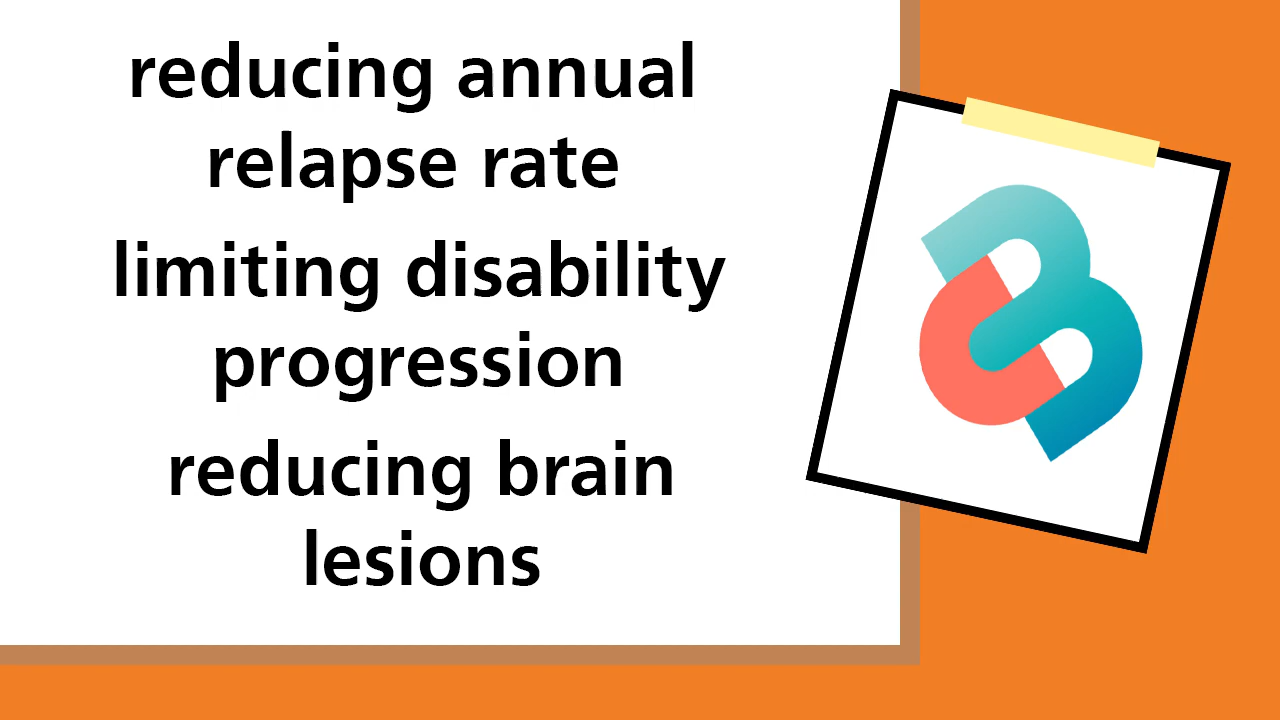 reducing annual
relapse rate
limiting disability
progression
reducing brain
lesions